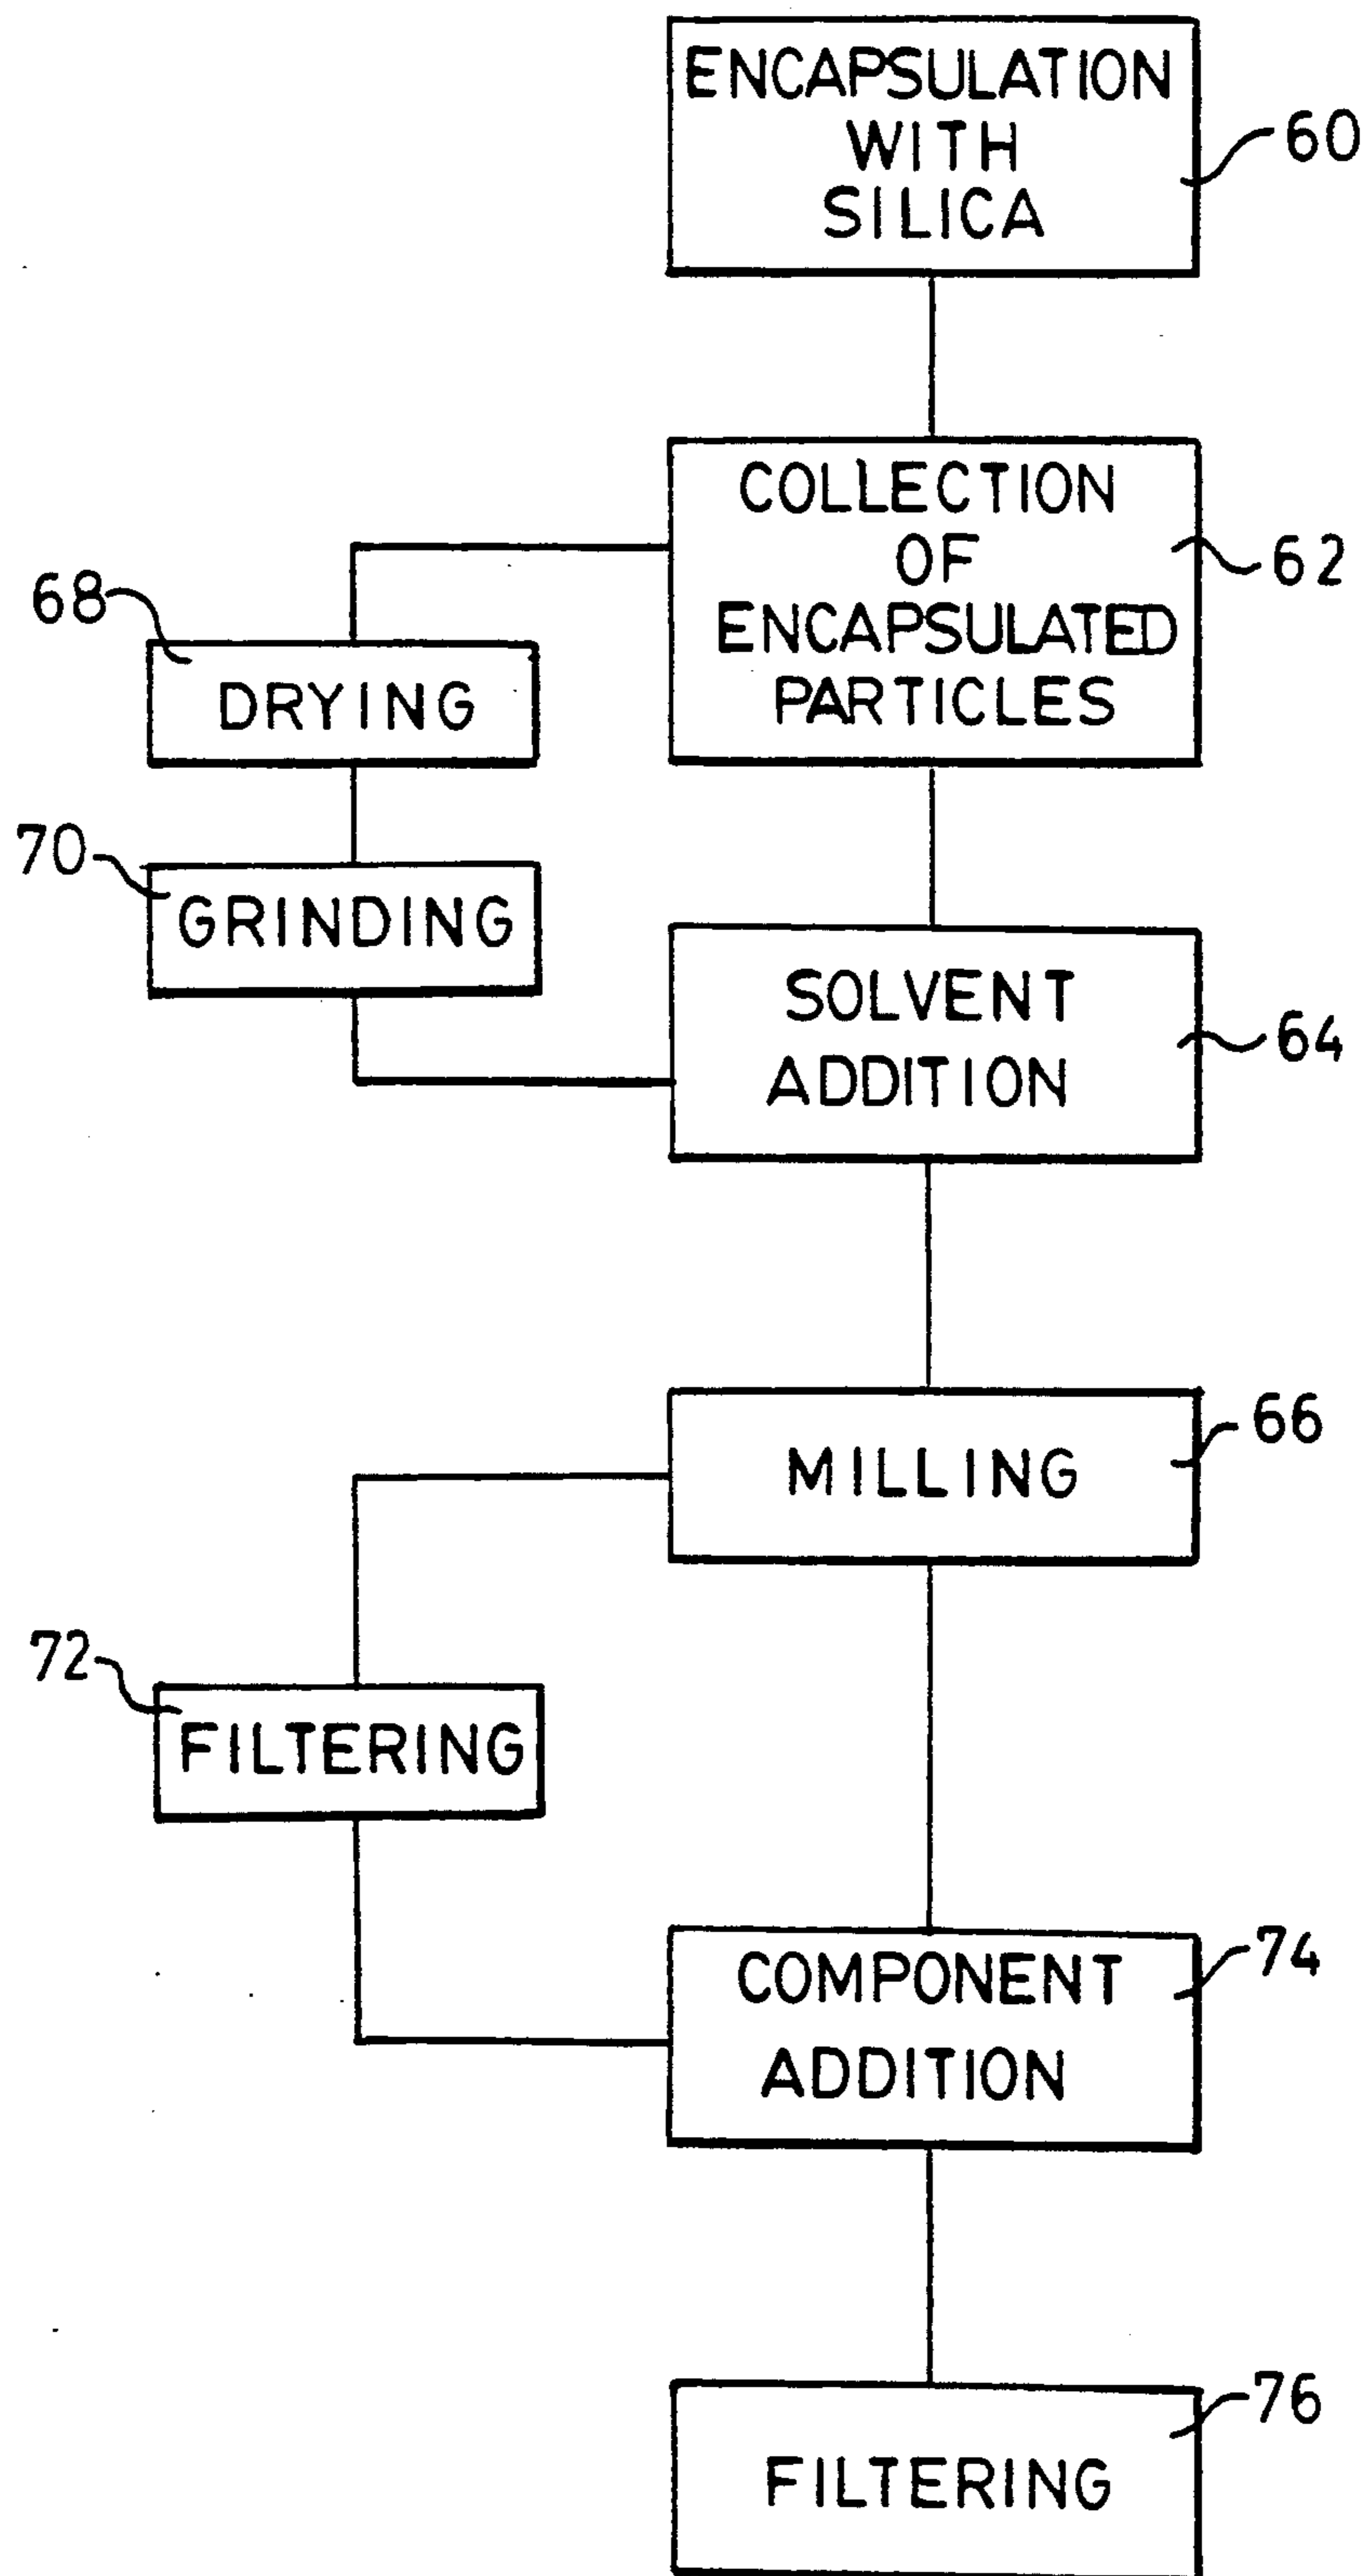 ENCAPSULATION
WITH
SILICA
60
COLLECTION
OF
ENCAPSULATED
PARTICLES
62
68
DRYING
70
GRINDING
SOLVENT
ADDITION
64
MILLING
66
72
FILTERING
COMPONENT
ADDITION
74
FILTERING
76